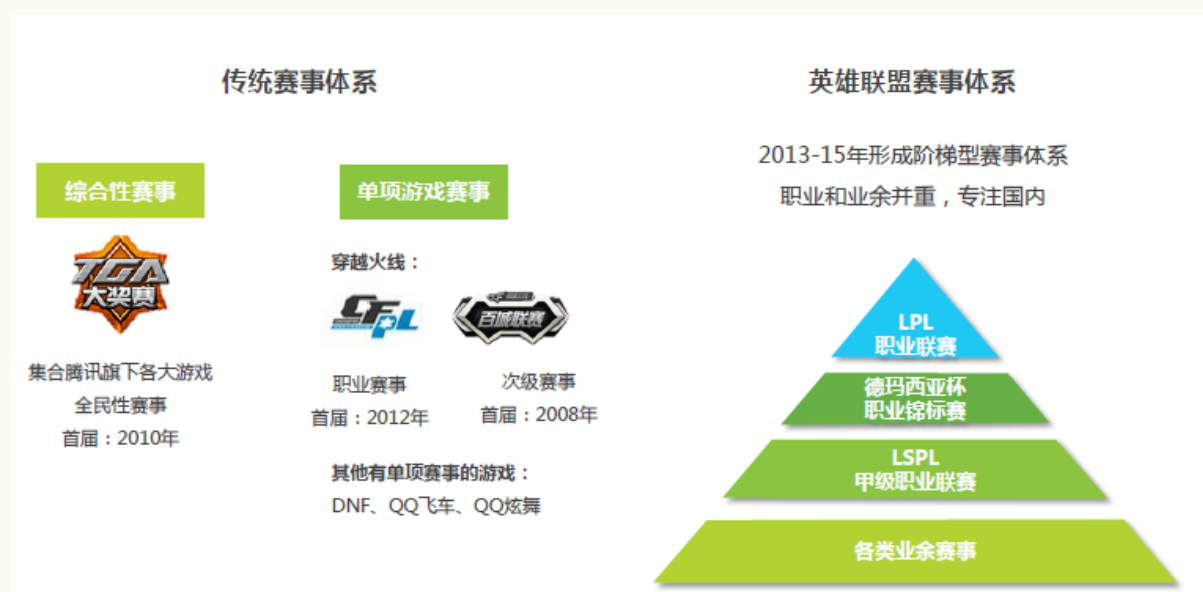 传统赛事体系
综合性赛事
TGA
大奖赛
集合腾讯旗下各大游戏
全民性赛事
首届：2010年
单项游戏赛事
穿越火线：
CFPL
职业赛事
首届：2012年
百城联赛
次级赛事
首届：2008年
其他有单项赛事的游戏：
DNF、QQ飞车、QQ炫舞
英雄联盟赛事体系
2013-15年形成阶梯型赛事体系
职业和业余并重，专注国内
LPL
职业联赛
德玛西亚杯
职业锦标赛
LSPL
甲级职业联赛
各类业余赛事